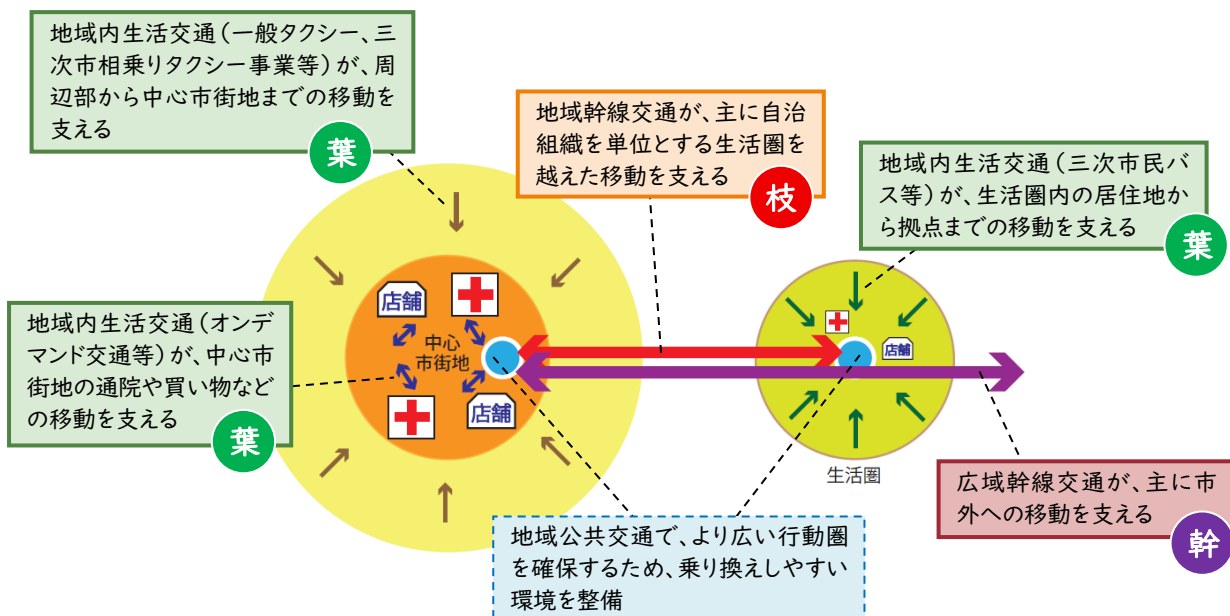 地域内生活交通（一般タクシー、三
次市相乗りタクシー事業等）が、周
辺部から中心市街地までの移動を
支える
葉
地域幹線交通が、主に自治
組織を単位とする生活圏を
越えた移動を支える
枝
地域内生活交通（三次市民バ
ス等）が、生活圏内の居住地か
ら拠点までの移動を支える
葉
店舗
中心
市街地
店舗
店舗
生活圏
地域内生活交通（オンデ
マンド交通等）が、中心市
街地の通院や買い物など
の移動を支える
葉
広域幹線交通が、主に市
外への移動を支える
幹
地域公共交通で、より広い行動圏
を確保するため、乗り換えしやすい
環境を整備